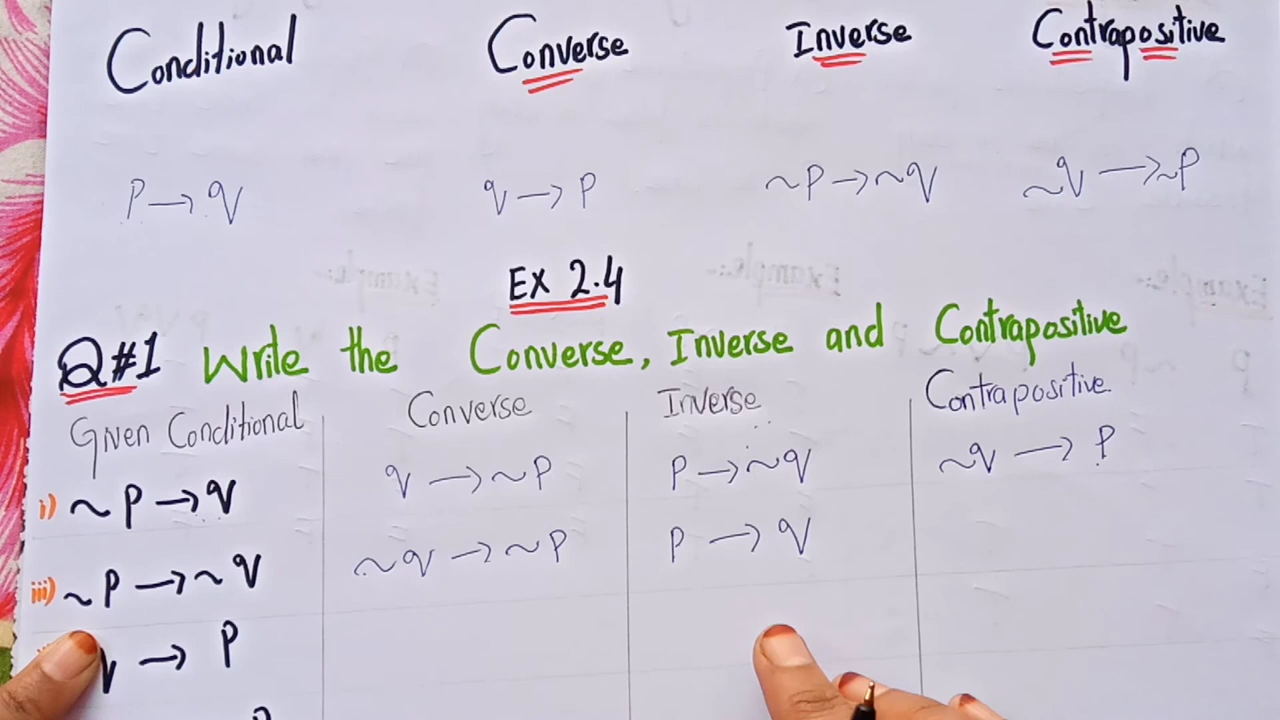 Conditional Converse Inverse Contrapositive
P → q q → P ~P → ~q ~q → ~P
Ex 2.4
Q#1 Write the Converse, Inverse and Contrapositive
Given Conditional Converse Inverse Contrapositive
i) ~P → q q → ~P P → ~q ~q → P
iii) ~P → ~q ~q → ~P P → q
→ P